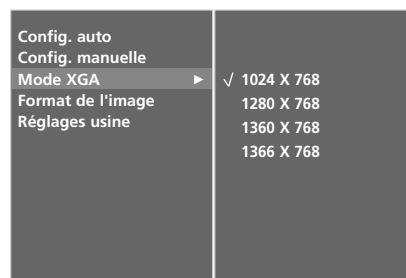 Config. auto
Config. manuelle
Mode XGA ►
Format de l'image
Réglages usine
√ 1024 X 768
1280 X 768
1360 X 768
1366 X 768